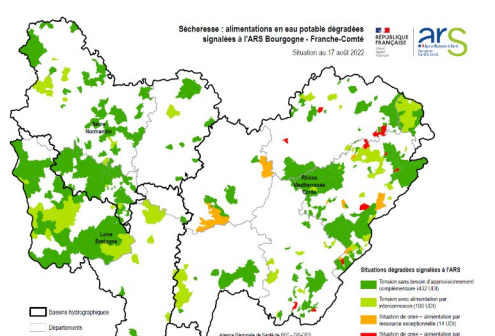 Sècheresse : alimentations en eau potable dégradées
signalées à l'ARS Bourgogne - Franche-Comté
Situation au 17 août 2022
RÉPUBLIQUE
FRANÇAISE
ars
Seine
Normandie
Rhône
Méditerranée
Corse
Loire
Bretagne
Situations dégradées signalées à l'ARS
Tension sans besoin d'approvisionnement
complémentaire (432 UDI)
Tension avec alimentation par
interconnexion (100 UDI)
Situation de crise – alimentation par
ressource exceptionnelle (14 UDI)
Situation de crise – alimentation par
Bassins hydrographiques
Départements